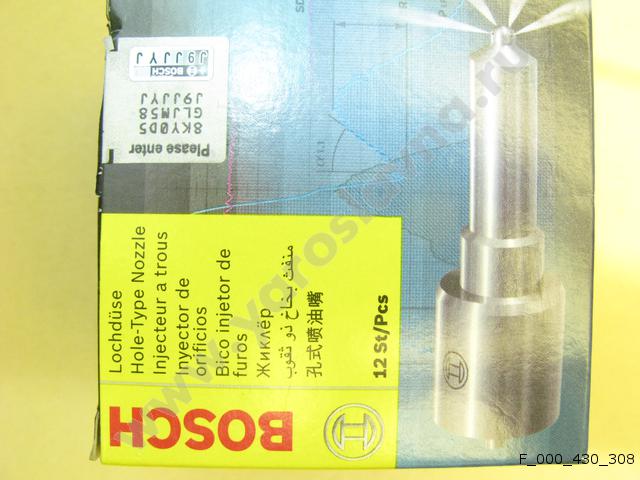 BOSCH
Lochdüse
Hole-Type Nozzle
Injecteur a trous
Inyector de
orificios
Bico injetor de
furos
Жиклёр
منفث بخاخ ذو ثقوب
孔式喷油嘴
12 St/Pcs
Please enter
8KY0D5
GLJM58
J9JJYJ
BOSCH
J9JJYJ
www.yaroslavna.ru
F_000_430_308